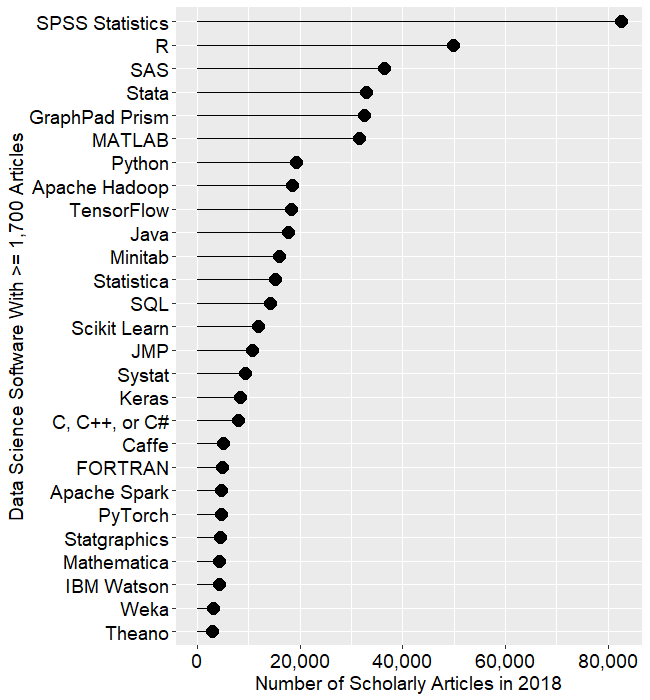 Data Science Software With >= 1,700 Articles
SPSS Statistics
R
SAS
Stata
GraphPad Prism
MATLAB
Python
Apache Hadoop
TensorFlow
Java
Minitab
Statistica
SQL
Scikit Learn
JMP
Systat
Keras
C, C++, or C#
Caffe
FORTRAN
Apache Spark
PyTorch
Statgraphics
Mathematica
IBM Watson
Weka
Theano
0 20,000 40,000 60,000 80,000
Number of Scholarly Articles in 2018